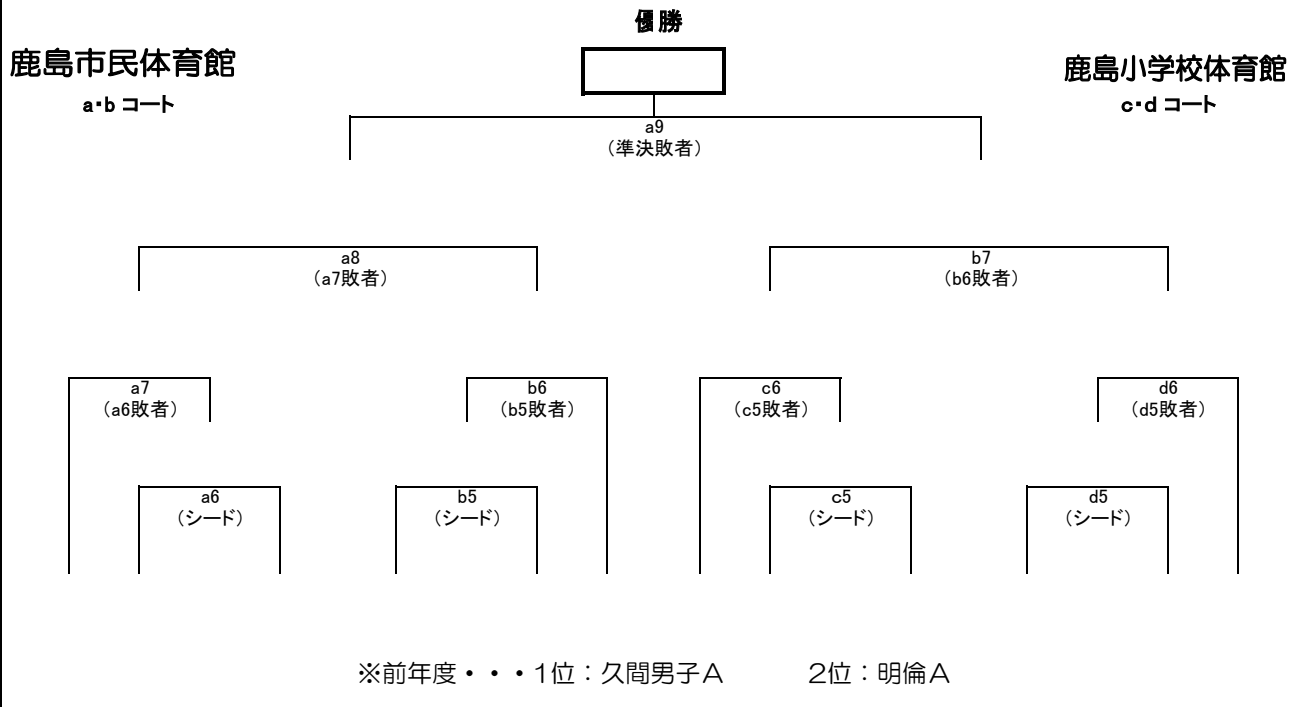 優勝
鹿島市民体育館
a・b コート
鹿島小学校体育館
c・d コート
a9
（準決敗者）
a8
（a7敗者）
b7
（b6敗者）
a7
（a6敗者）
b6
（b5敗者）
c6
（c5敗者）
d6
（d5敗者）
a6
（シード）
b5
（シード）
c5
（シード）
d5
（シード）
※前年度・・・1位：久間男子A　　　2位：明倫A